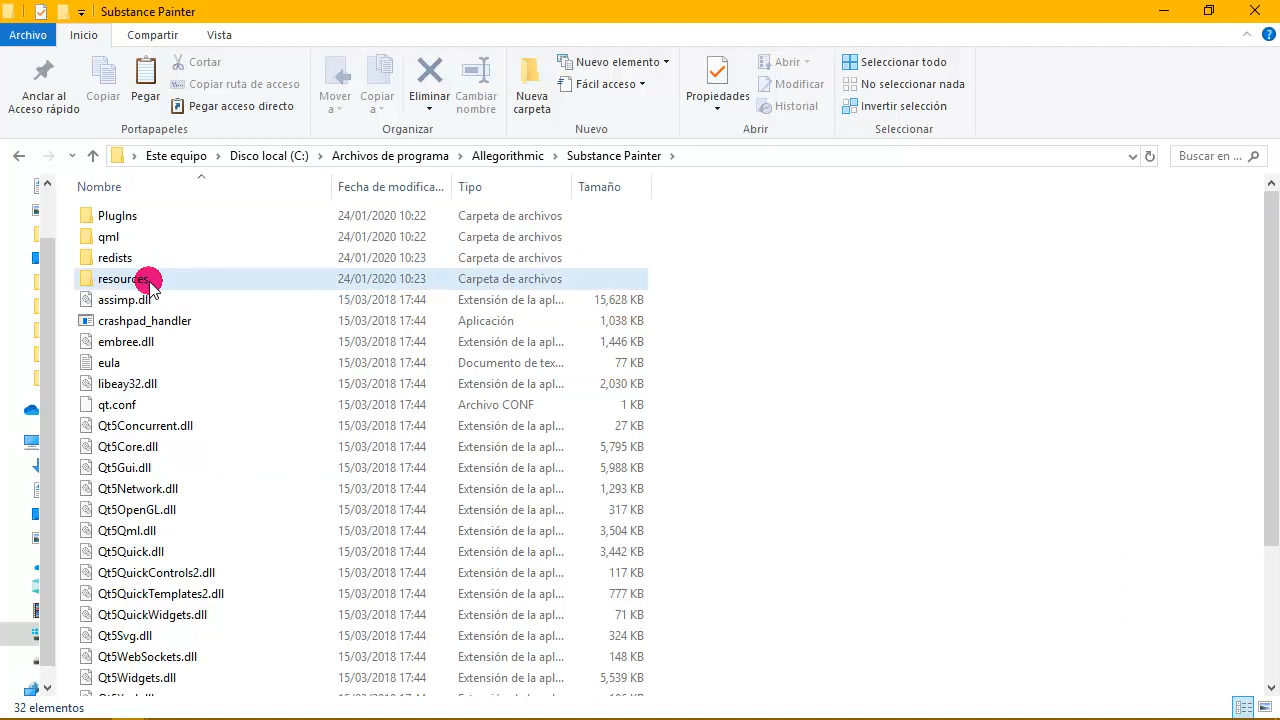 Substance Painter
Archivo Inicio Compartir Vista
Anclar al Acceso rápido
Copiar
Pegar
Cortar
Copiar ruta de acceso
Pegar acceso directo
Portapapeles
Mover a
Copiar a
Eliminar
Cambiar nombre
Organizar
Nueva carpeta
Nuevo elemento
Fácil acceso
Nuevo
Propiedades
Abrir
Modificar
Historial
Abrir
Seleccionar todo
No seleccionar nada
Invertir selección
Seleccionar
Este equipo > Disco local (C:) > Archivos de programa > Allegorithmic > Substance Painter >
Buscar en ...
Nombre Fecha de modifica... Tipo Tamaño
PlugIns 24/01/2020 10:22 Carpeta de archivos
qml 24/01/2020 10:22 Carpeta de archivos
redists 24/01/2020 10:23 Carpeta de archivos
resources 24/01/2020 10:23 Carpeta de archivos
assimp.dll 15/03/2018 17:44 Extensión de la apl... 15,628 KB
crashpad_handler 15/03/2018 17:44 Aplicación 1,038 KB
embree.dll 15/03/2018 17:44 Extensión de la apl... 1,446 KB
eula 15/03/2018 17:44 Documento de tex... 77 KB
libeay32.dll 15/03/2018 17:44 Extensión de la apl... 2,030 KB
qt.conf 15/03/2018 17:44 Archivo CONF 1 KB
Qt5Concurrent.dll 15/03/2018 17:44 Extensión de la apl... 27 KB
Qt5Core.dll 15/03/2018 17:44 Extensión de la apl... 5,795 KB
Qt5Gui.dll 15/03/2018 17:44 Extensión de la apl... 5,988 KB
Qt5Network.dll 15/03/2018 17:44 Extensión de la apl... 1,293 KB
Qt5OpenGL.dll 15/03/2018 17:44 Extensión de la apl... 317 KB
Qt5Qml.dll 15/03/2018 17:44 Extensión de la apl... 3,504 KB
Qt5Quick.dll 15/03/2018 17:44 Extensión de la apl... 3,442 KB
Qt5QuickControls2.dll 15/03/2018 17:44 Extensión de la apl... 117 KB
Qt5QuickTemplates2.dll 15/03/2018 17:44 Extensión de la apl... 777 KB
Qt5QuickWidgets.dll 15/03/2018 17:44 Extensión de la apl... 71 KB
Qt5Svg.dll 15/03/2018 17:44 Extensión de la apl... 324 KB
Qt5WebSockets.dll 15/03/2018 17:44 Extensión de la apl... 148 KB
Qt5Widgets.dll 15/03/2018 17:44 Extensión de la apl... 5,539 KB
32 elementos